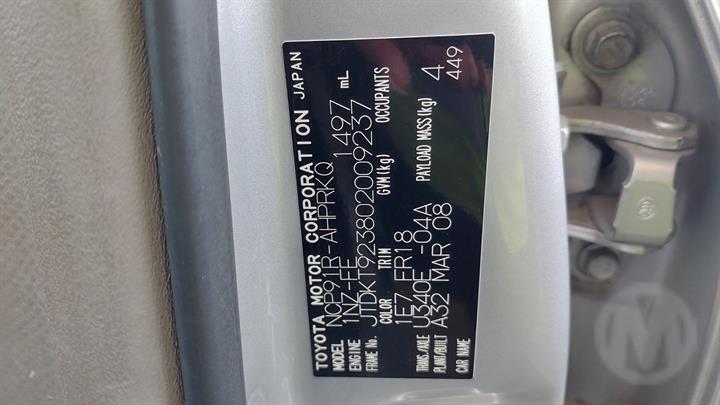 TOYOTA MOTOR CORPORATION JAPAN
MODEL NCP91R-AHPRKQ
ENGINE 1NZ-FE 1497 mL
FRAME No. JTDKT923802009237
COLOR TRIM GVM(kg) OCCUPANTS
1E7 FR18 4
TRANS./AXLE U340E -04A PAYLOAD MASS(kg) 449
PLANT/BUILT A32 MAR 08
CAR NAME
M